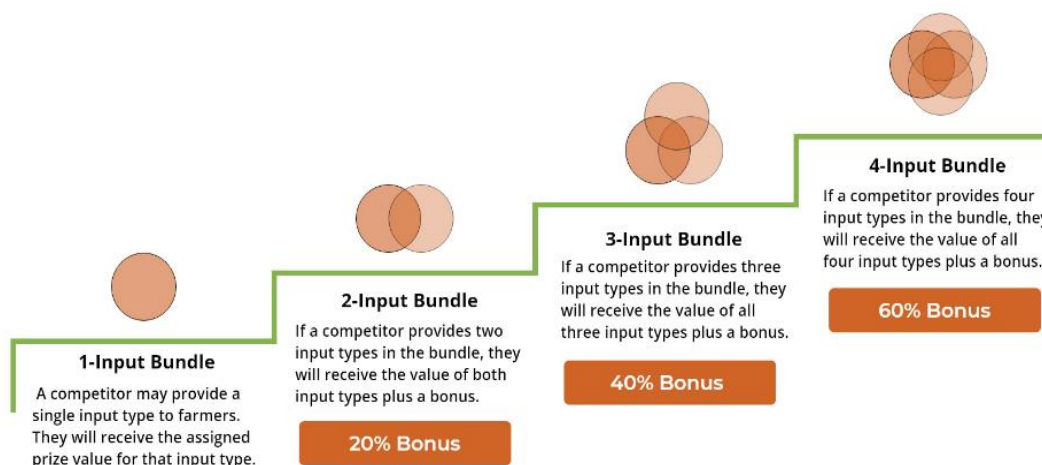 1-Input Bundle
A competitor may provide a
single input type to farmers.
They will receive the assigned
prize value for that input type.
2-Input Bundle
If a competitor provides two
input types in the bundle, they
will receive the value of both
input types plus a bonus.
20% Bonus
3-Input Bundle
If a competitor provides three
input types in the bundle, they
will receive the value of all
three input types plus a bonus.
40% Bonus
4-Input Bundle
If a competitor provides four
input types in the bundle, they
will receive the value of all
four input types plus a bonus.
60% Bonus